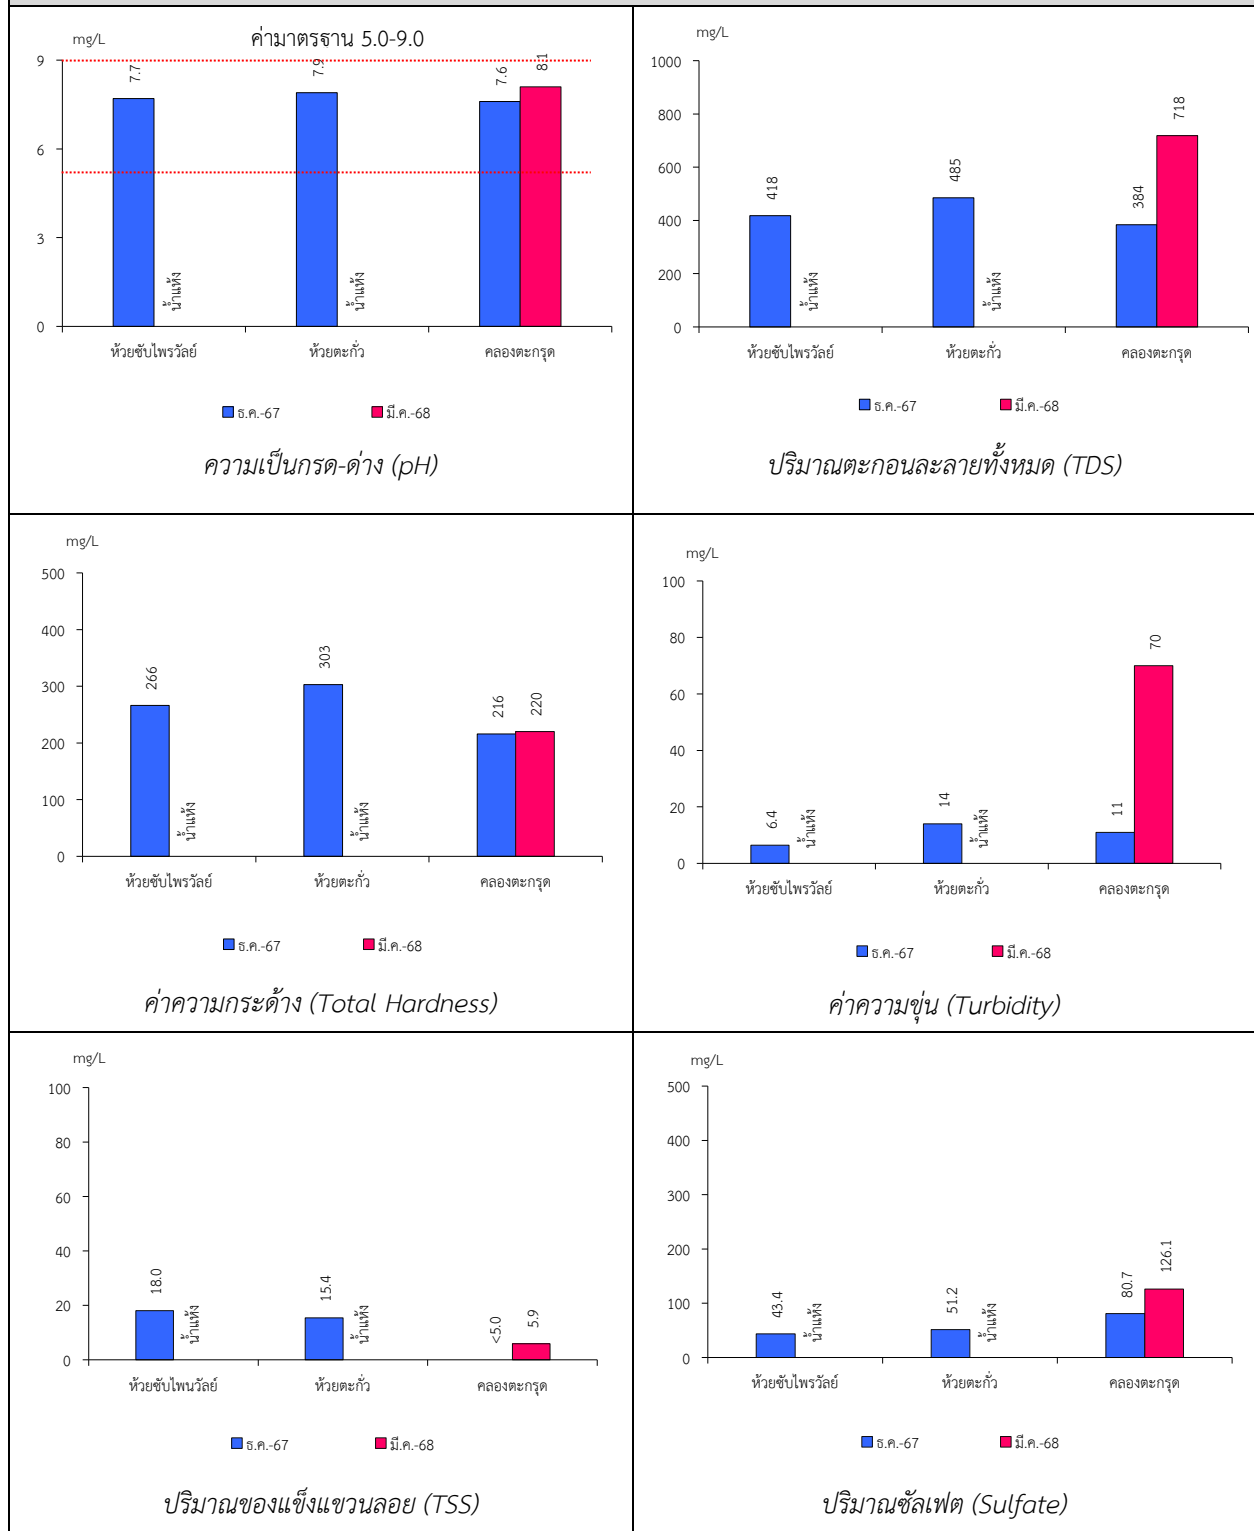 mg/L
ค่ามาตรฐาน 5.0-9.0
9
6
3
0
7.7
น้ำแห้ง
7.9
น้ำแห้ง
7.6
8.1
ห้วยซับไพรวัลย์
ห้วยตะกั่ว
คลองตะกรุด
ธ.ค.-67
มี.ค.-68
ความเป็นกรด-ด่าง (pH)
mg/L
1000
800
600
400
200
0
418
น้ำแห้ง
485
น้ำแห้ง
384
718
ห้วยซับไพรวัลย์
ห้วยตะกั่ว
คลองตะกรุด
ธ.ค.-67
มี.ค.-68
ปริมาณตะกอนละลายทั้งหมด (TDS)
mg/L
500
400
300
200
100
0
266
น้ำแห้ง
303
น้ำแห้ง
216
220
ห้วยซับไพรวัลย์
ห้วยตะกั่ว
คลองตะกรุด
ธ.ค.-67
มี.ค.-68
ค่าความกระด้าง (Total Hardness)
mg/L
100
80
60
40
20
0
6.4
น้ำแห้ง
14
น้ำแห้ง
11
70
ห้วยซับไพรวัลย์
ห้วยตะกั่ว
คลองตะกรุด
ธ.ค.-67
มี.ค.-68
ค่าความขุ่น (Turbidity)
mg/L
100
80
60
40
20
0
18.0
น้ำแห้ง
15.4
น้ำแห้ง
<5.0
5.9
ห้วยซับไพนวัลย์
ห้วยตะกั่ว
คลองตะกรุด
ธ.ค.-67
มี.ค.-68
ปริมาณของแข็งแขวนลอย (TSS)
mg/L
500
400
300
200
100
0
43.4
น้ำแห้ง
51.2
น้ำแห้ง
80.7
126.1
ห้วยซับไพรวัลย์
ห้วยตะกั่ว
คลองตะกรุด
ธ.ค.-67
มี.ค.-68
ปริมาณซัลเฟต (Sulfate)